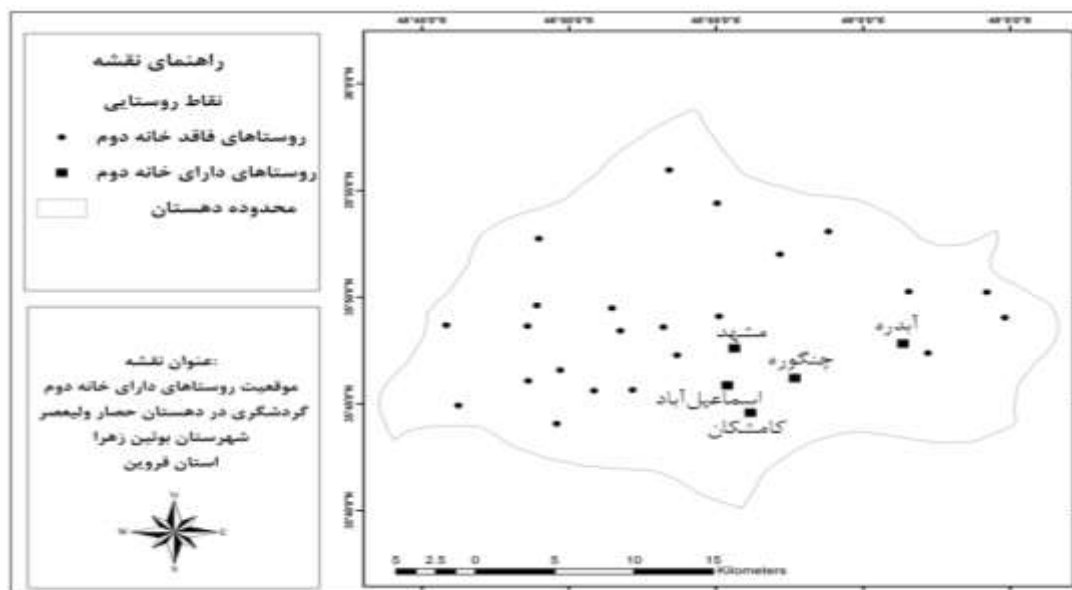 راهنمای نقشه
نقاط روستایی
روستاهای فاقد خانه دوم
روستاهای دارای خانه دوم
محدوده دهستان
عنوان نقشه:
موقعیت روستاهای دارای خانه دوم
گردشگری در دهستان حصار ولیعصر
شهرستان بوئین زهرا
استان قزوین
N
W
E
S
آبدره
مشهد
چنگوره
اسماعیل‌آباد
کامشکان
5 2.5 0 5 10 15
Kilometers